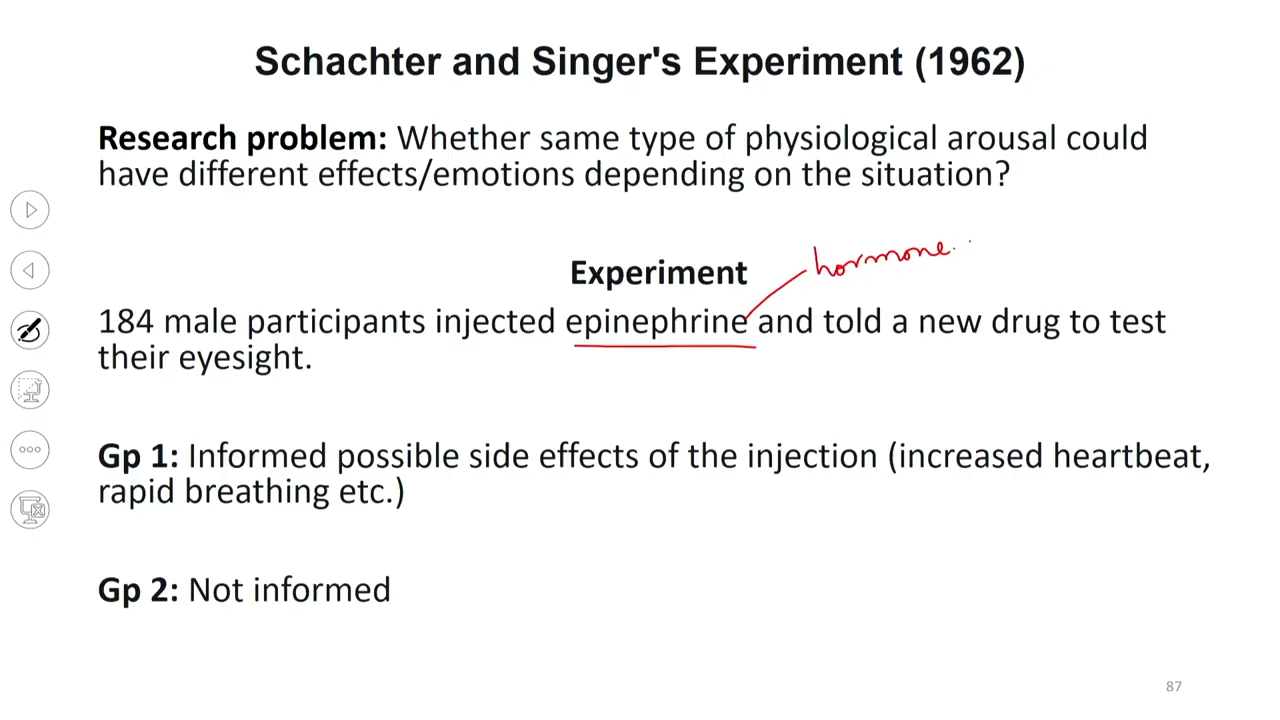 Schachter and Singer's Experiment (1962)
Research problem: Whether same type of physiological arousal could
have different effects/emotions depending on the situation?
hormone.
Experiment
184 male participants injected epinephrine and told a new drug to test
their eyesight.
Gp 1: Informed possible side effects of the injection (increased heartbeat,
rapid breathing etc.)
Gp 2: Not informed
87